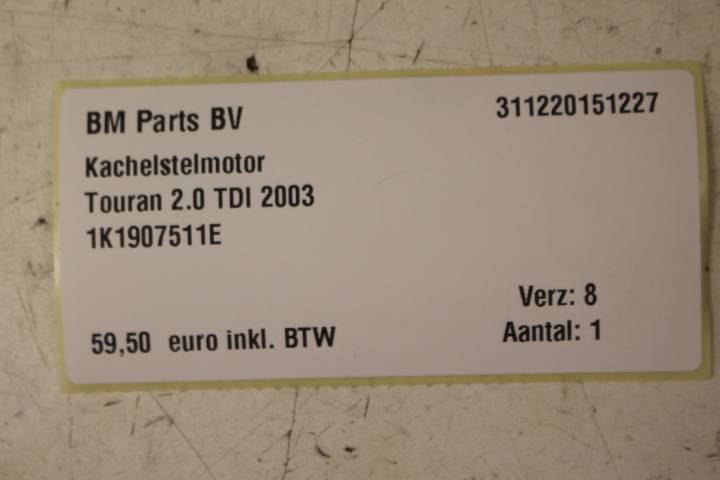 BM Parts BV
311220151227
Kachelstelmotor
Touran 2.0 TDI 2003
1K1907511E
Verz: 8
59,50 euro inkl. BTW
Aantal: 1